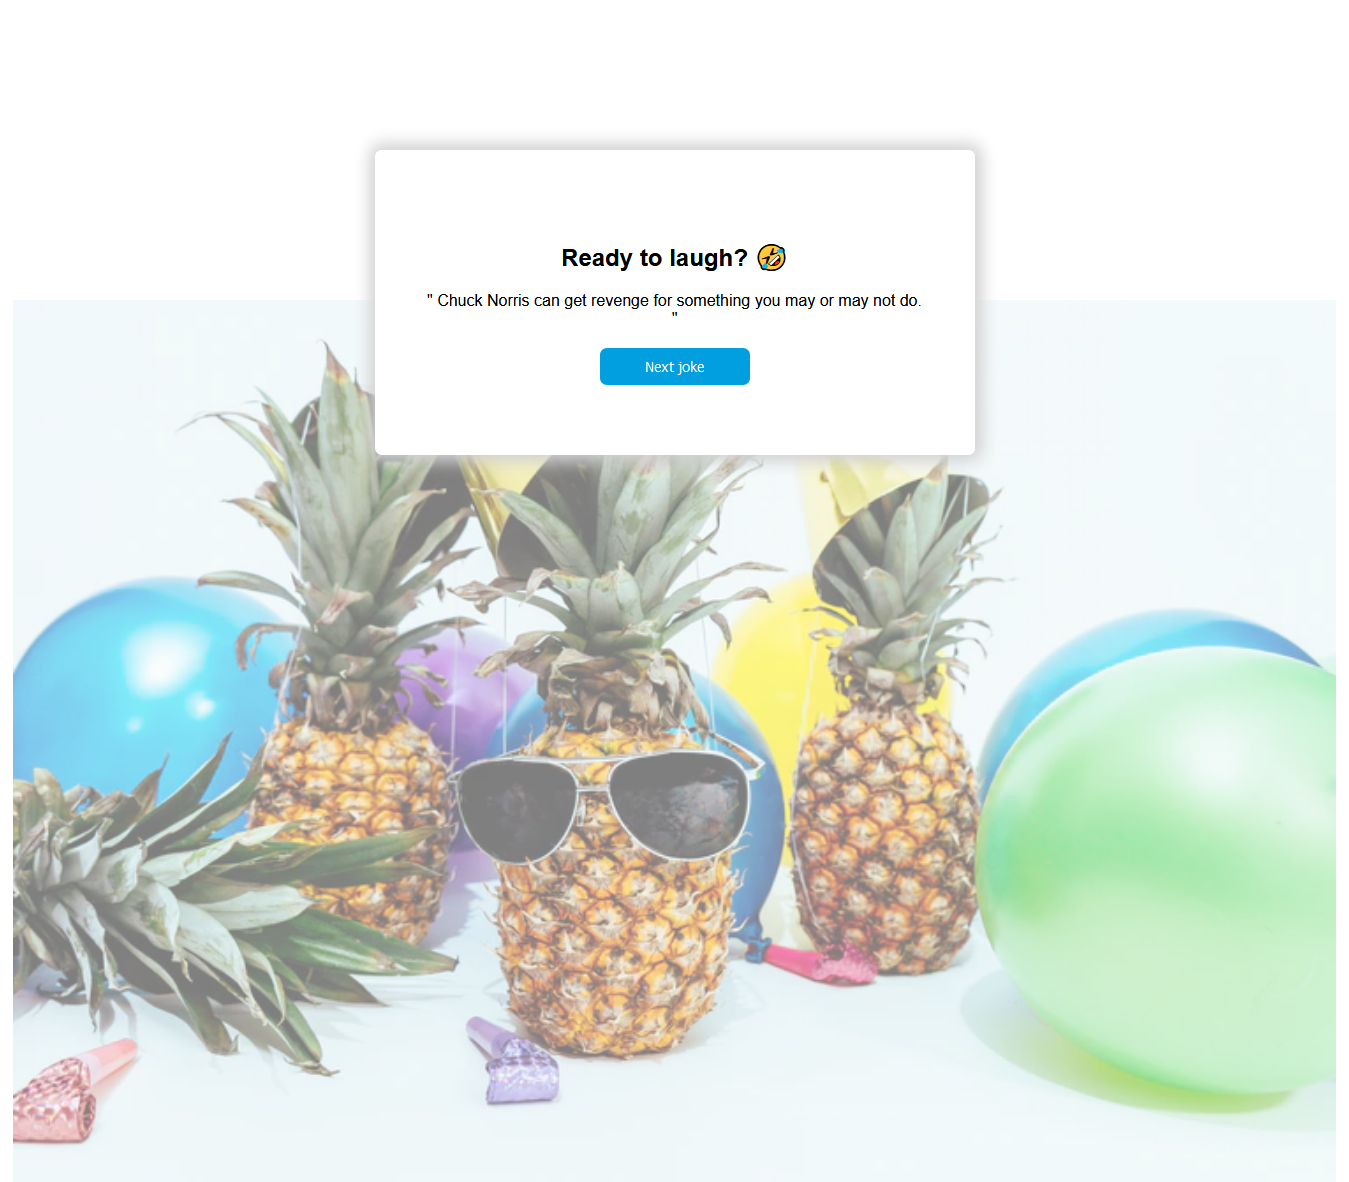 Ready to laugh? 🤣
" Chuck Norris can get revenge for something you may or may not do.
"
Next joke